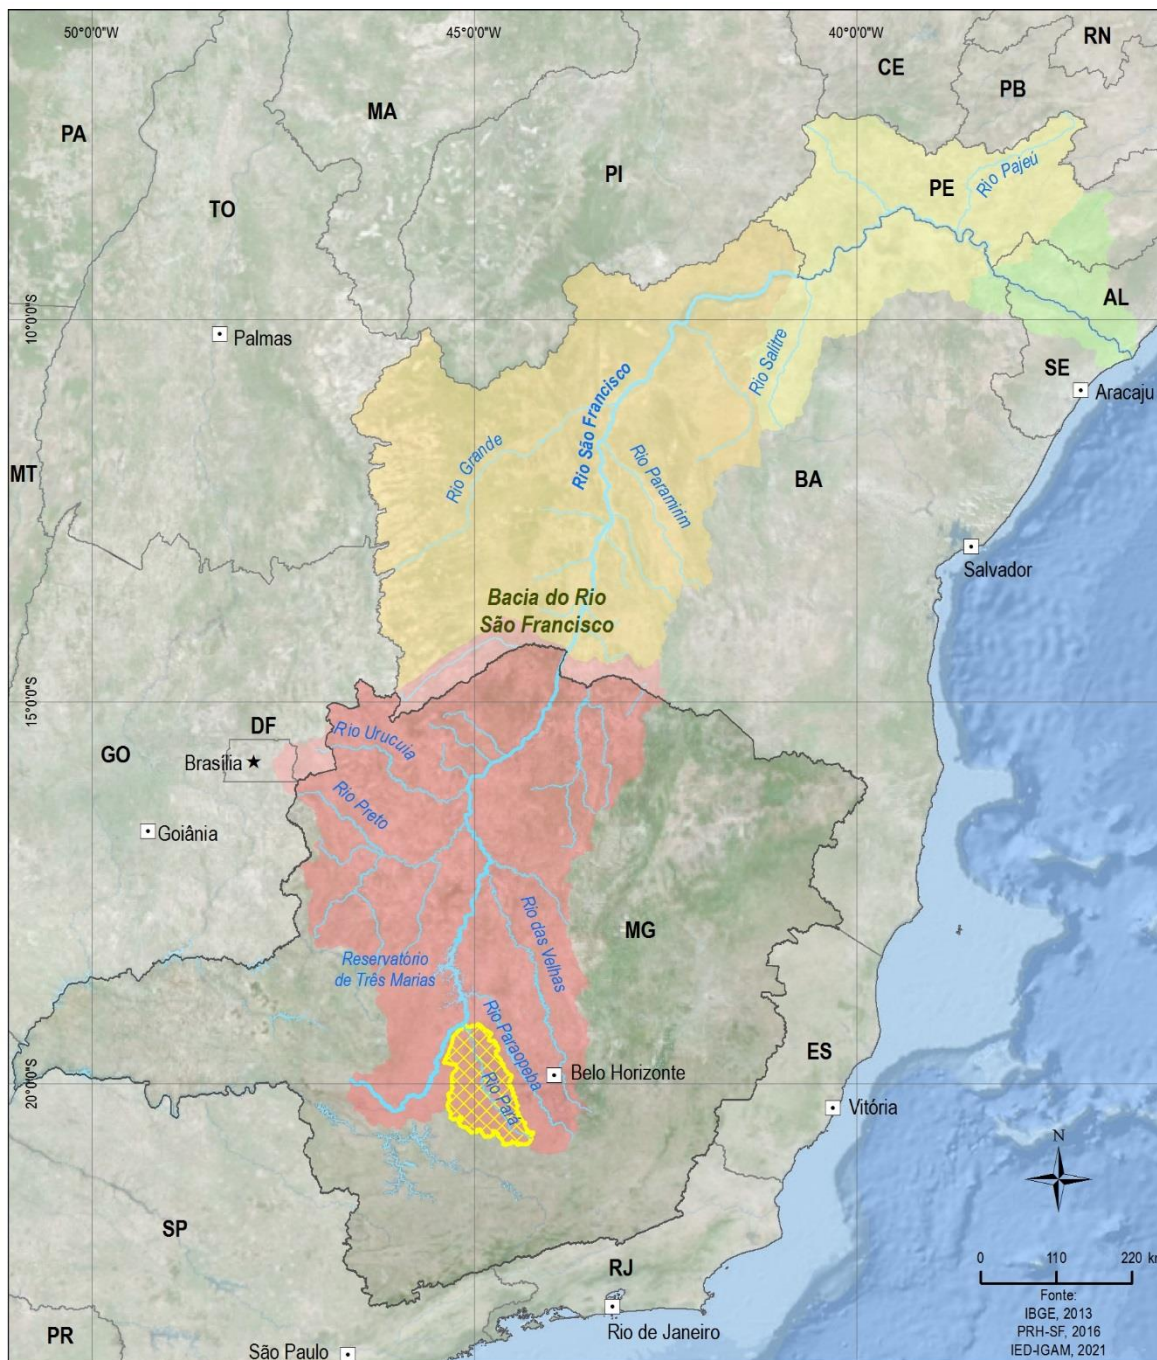 50°0'0"W
45°0'0"W
40°0'0"W
RN
CE
PB
MA
PA
PI
TO
PE
Rio Pajeú
10°0'0"S
Palmas
AL
SE
Aracaju
Rio Salitre
Rio São Francisco
Rio Grande
Rio Paramirim
MT
BA
Salvador
Bacia do Rio
São Francisco
15°0'0"S
DF
GO
Brasília
Rio Urucuia
Rio Preto
Goiânia
MG
Rio das Velhas
Reservatório
de Três Marias
Rio Paraopeba
Rio Pará
ES
Belo Horizonte
20°0'0"S
Vitória
N
SP
RJ
0 110 220 km
Fonte:
IBGE, 2013
PRH-SF, 2016
IED-IGAM, 2021
Rio de Janeiro
PR
São Paulo